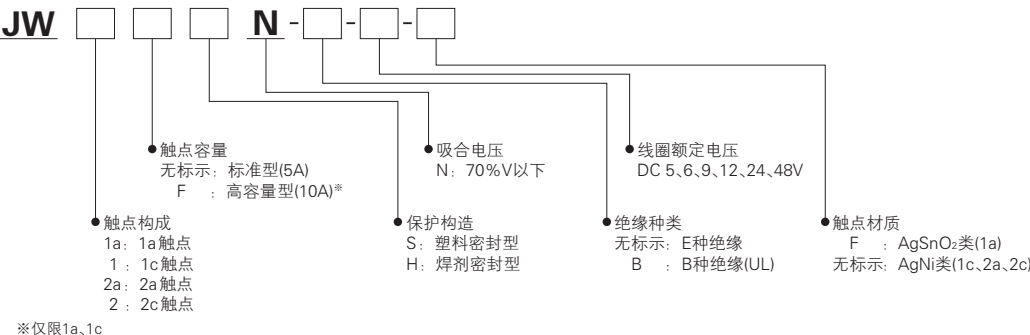 JW □ □ □ N -□-□-□
●触点容量
无标示：标准型(5A)
F ：高容量型(10A)※
●吸合电压
N：70%V以下
●线圈额定电压
DC 5、6、9、12、24、48V
●触点构成
1a：1a触点
1：1c触点
2a：2a触点
2：2c触点
●保护构造
S：塑料密封型
H：焊剂密封型
●绝缘种类
无标示：E种绝缘
B ：B种绝缘(UL)
●触点材质
F ：AgSnO₂类(1a)
无标示：AgNi类(1c、2a、2c)
※仅限1a、1c